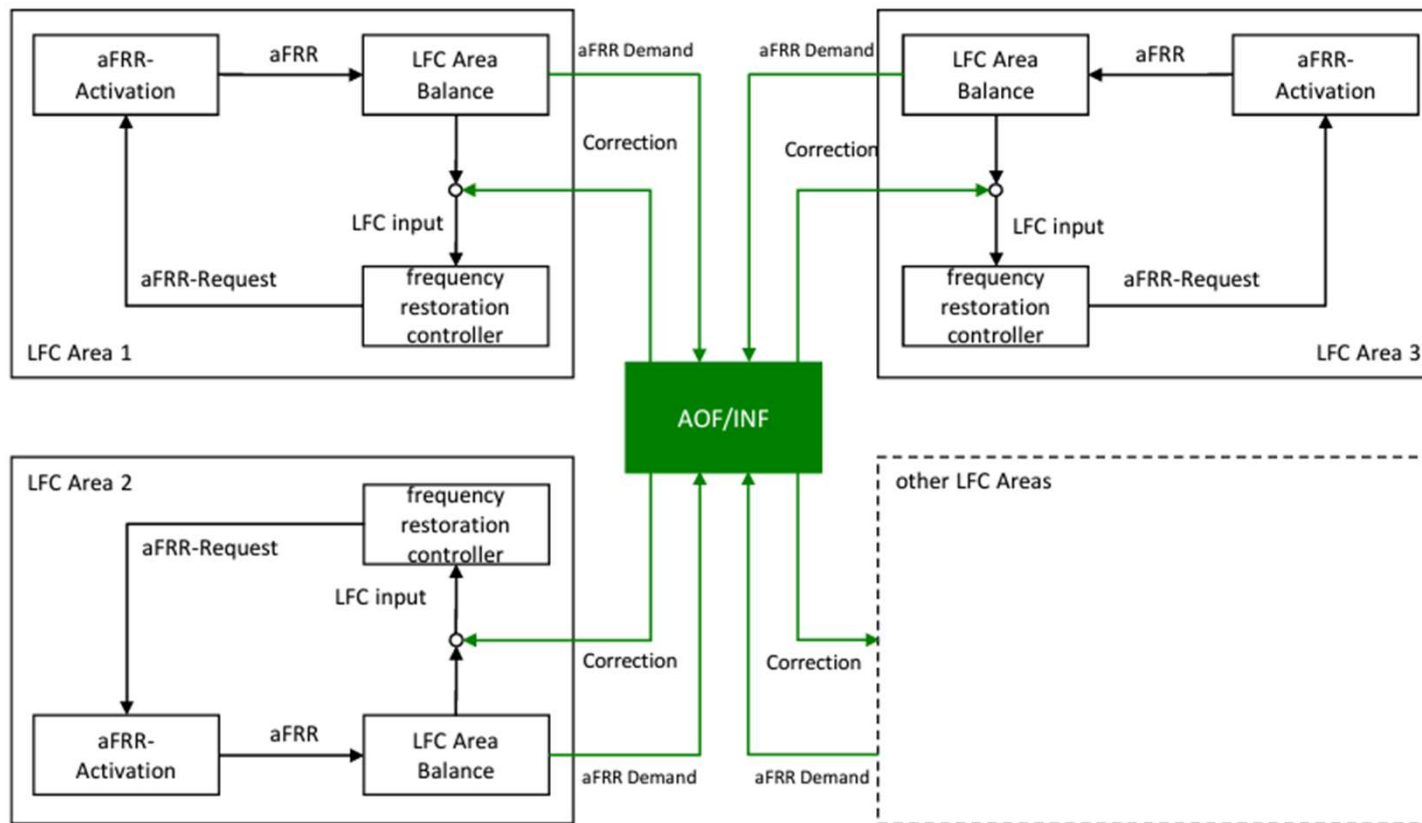 aFRR-
Activation
aFRR
LFC Area
Balance
aFRR Demand
Correction
LFC input
aFRR-Request
frequency
restoration
controller
LFC Area 1
aFRR Demand
LFC Area
Balance
aFRR
aFRR-
Activation
Correction
LFC input
frequency
restoration
controller
aFRR-Request
LFC Area 3
AOF/INF
LFC Area 2
frequency
restoration
controller
aFRR-Request
LFC input
Correction
aFRR-
Activation
aFRR
LFC Area
Balance
aFRR Demand
other LFC Areas
Correction
aFRR Demand